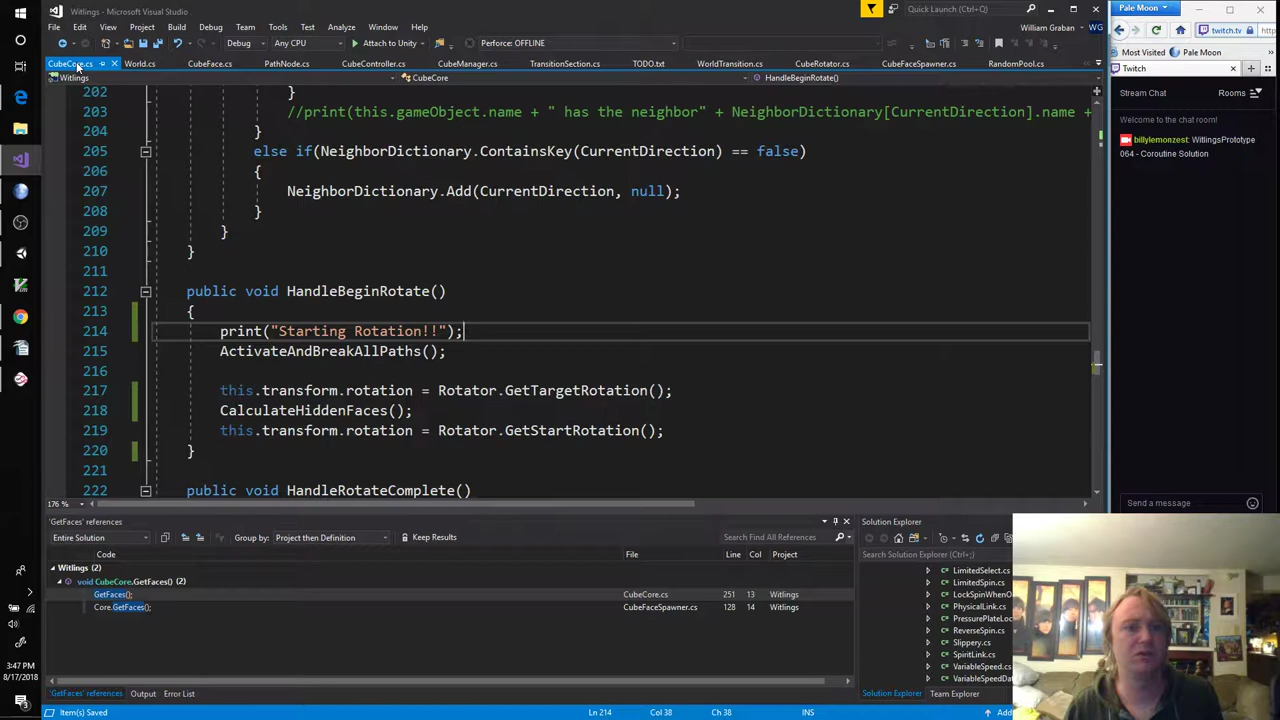 Witlings - Microsoft Visual Studio
Quick Launch (Ctrl+Q)
Pale Moon
File Edit View Project Build Debug Team Tools Test Analyze Window Help
William Graban WG
Debug Any CPU Attach to Unity Perforce: OFFLINE
twitch.tv
Most Visited Pale Moon
CubeCore.cs World.cs CubeFace.cs PathNode.cs CubeController.cs CubeManager.cs TransitionSection.cs TODO.txt WorldTransition.cs CubeRotator.cs CubeFaceSpawner.cs RandomPool.cs
Twitch
Witlings CubeCore HandleBeginRotate()
Stream Chat Rooms
Welcome to the chat room!
billylemonzest: WitlingsPrototype
064 - Coroutine Solution
202 }
203 //print(this.gameObject.name + " has the neighbor" + NeighborDictionary[CurrentDirection].name +
204 }
205 else if(NeighborDictionary.ContainsKey(CurrentDirection) == false)
206 {
207 NeighborDictionary.Add(CurrentDirection, null);
208 }
209 }
210 }
211
212 public void HandleBeginRotate()
213 {
214 print("Starting Rotation!!");
215 ActivateAndBreakAllPaths();
216
217 this.transform.rotation = Rotator.GetTargetRotation();
218 CalculateHiddenFaces();
219 this.transform.rotation = Rotator.GetStartRotation();
220 }
221
222 public void HandleRotateComplete()
176 %
Send a message
'GetFaces' references
Solution Explorer
Entire Solution Group by: Project then Definition Keep Results Search Find All References
Search Solution Explorer (Ctrl+;)
Code File Line Col Project
Witlings (2)
void CubeCore.GetFaces() (2)
GetFaces(); CubeCore.cs 251 13 Witlings
Core.GetFaces(); CubeFaceSpawner.cs 128 14 Witlings
LimitedSelect.cs
LimitedSpin.cs
LockSpinWhenO
PhysicalLink.cs
PressurePlateLo
ReverseSpin.cs
Slippery.cs
SpiritLink.cs
VariableSpeed.cs
VariableSpeedDa
3:47 PM
8/17/2018
3
'GetFaces' references Output Error List
Solution Explorer Team Explorer
Item(s) Saved Ln 214 Col 38 Ch 38 INS Add